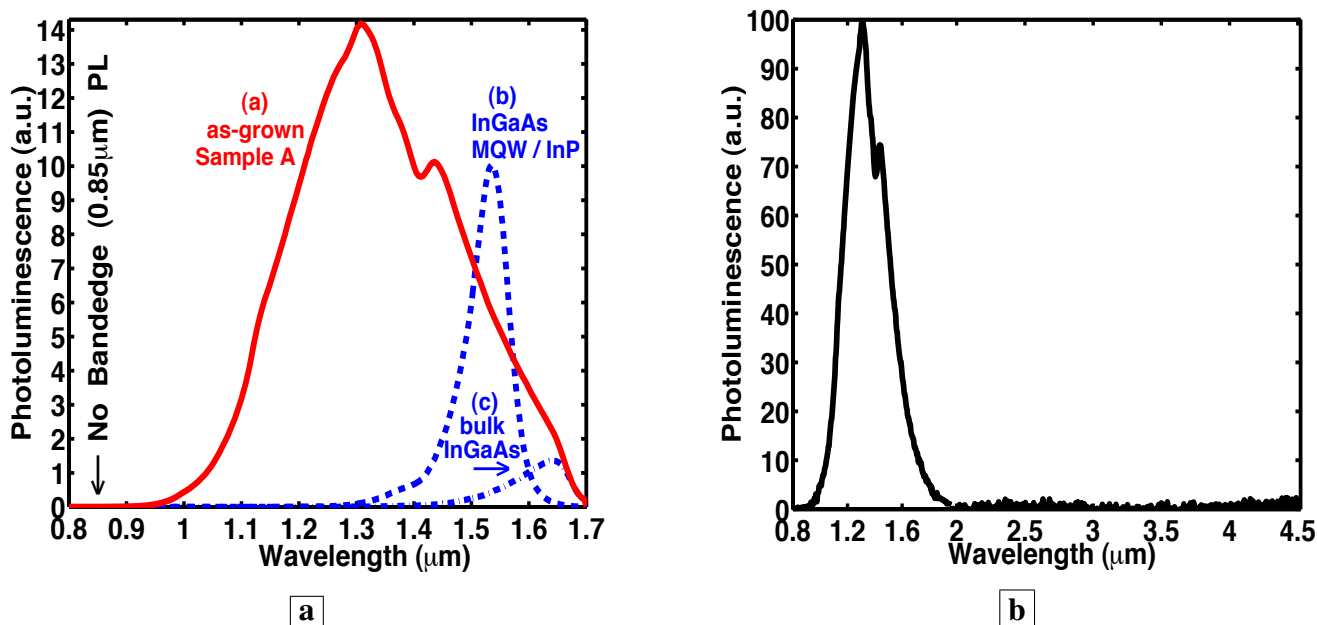 Photoluminescence (a.u.)
14
13
12
11
10
9
8
7
6
5
4
3
2
1
0
No Bandedge (0.85μm) PL
(a)
as-grown
Sample A
(b)
InGaAs
MQW / InP
(c)
bulk
InGaAs
0.8 0.9 1 1.1 1.2 1.3 1.4 1.5 1.6 1.7
Wavelength (μm)
a
Photoluminescence (a.u.)
100
90
80
70
60
50
40
30
20
10
0
0.8 1.2 1.6 2 2.5 3 3.5 4 4.5
Wavelength (μm)
b